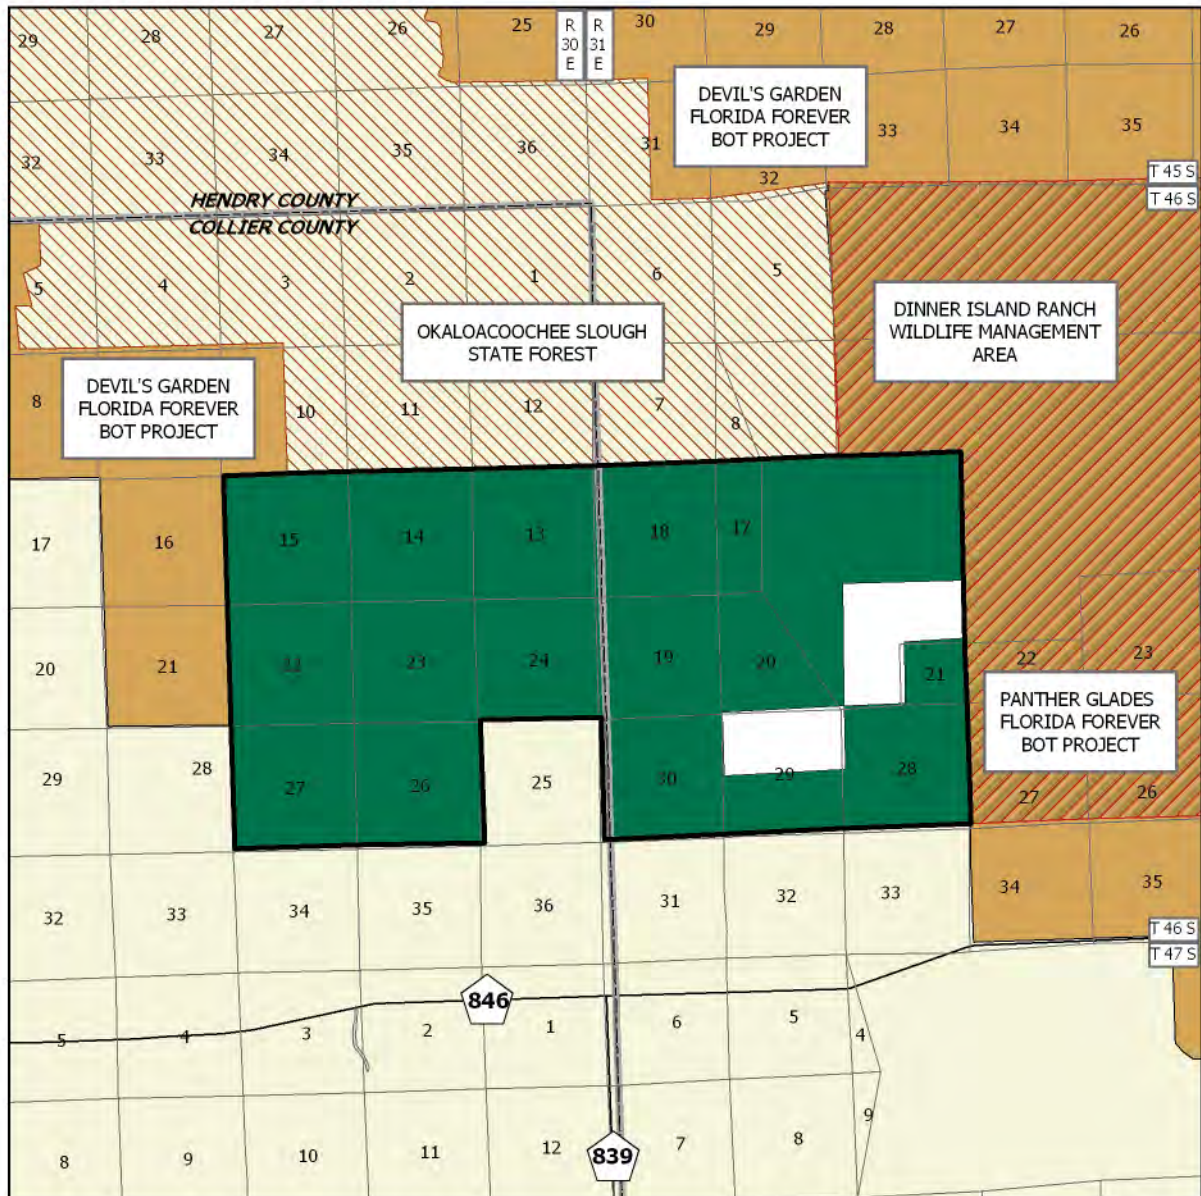 29 28 27 26 25 R 30 E R 31 E 30 29 28 27 26
DEVIL'S GARDEN
FLORIDA FOREVER
BOT PROJECT
32 33 34 35 36 31 32 33 34 35
T 45 S
T 46 S
HENDRY COUNTY
COLLIER COUNTY
5 4 3 2 1 6 5
OKALOACOOCHEE SLOUGH
STATE FOREST
DINNER ISLAND RANCH
WILDLIFE MANAGEMENT
AREA
DEVIL'S GARDEN
FLORIDA FOREVER
BOT PROJECT
8 10 11 12 7 8
17 16 15 14 13 18 17
20 21 22 23 24 19 20 21 22 23
PANTHER GLADES
FLORIDA FOREVER
BOT PROJECT
29 28 27 26 25 30 29 28 27 26
32 33 34 35 36 31 32 33 34 35
T 46 S
T 47 S
846
5 4 3 2 1 6 5 4
8 9 10 11 12 7 8 9
839